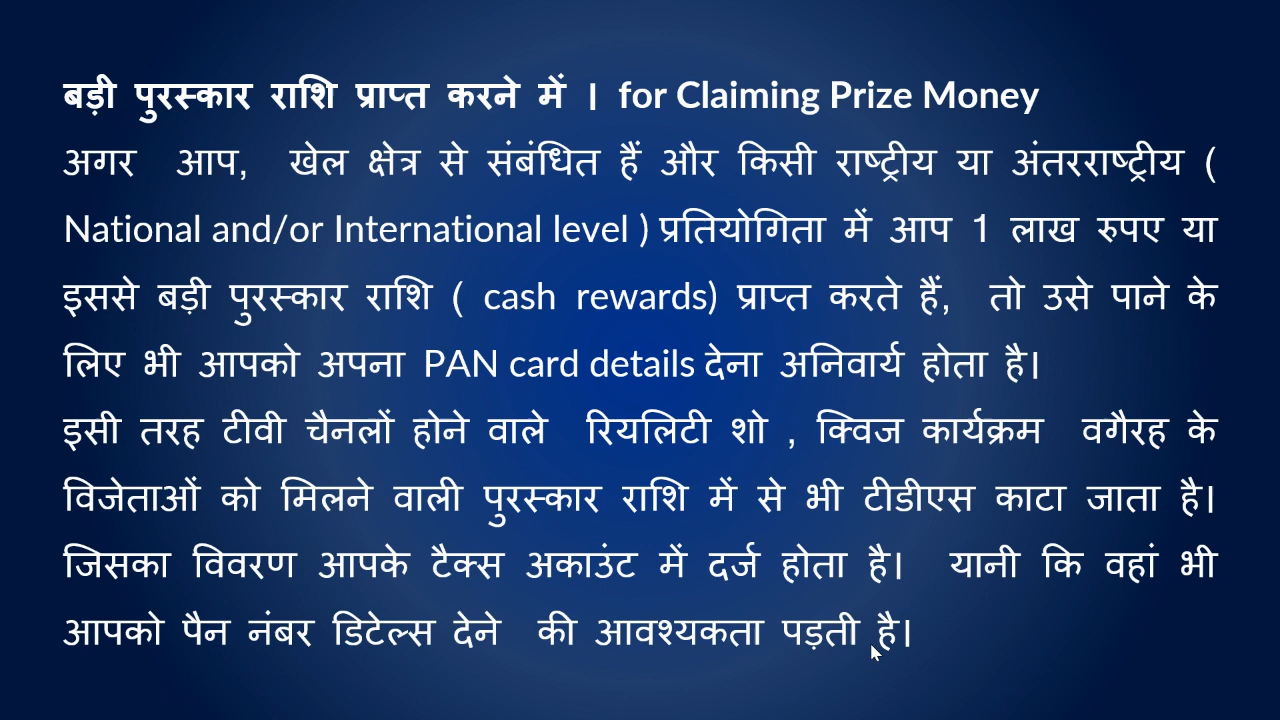 बड़ी पुरस्कार राशि प्राप्त करने में । for Claiming Prize Money
अगर आप, खेल क्षेत्र से संबंधित हैं और किसी राष्ट्रीय या अंतरराष्ट्रीय (
National and/or International level ) प्रतियोगिता में आप 1 लाख रुपए या
इससे बड़ी पुरस्कार राशि ( cash rewards) प्राप्त करते हैं, तो उसे पाने के
लिए भी आपको अपना PAN card details देना अनिवार्य होता है।
इसी तरह टीवी चैनलों होने वाले रियलिटी शो , क्विज कार्यक्रम वगैरह के
विजेताओं को मिलने वाली पुरस्कार राशि में से भी टीडीएस काटा जाता है।
जिसका विवरण आपके टैक्स अकाउंट में दर्ज होता है। यानी कि वहां भी
आपको पैन नंबर डिटेल्स देने की आवश्यकता पड़ती है।